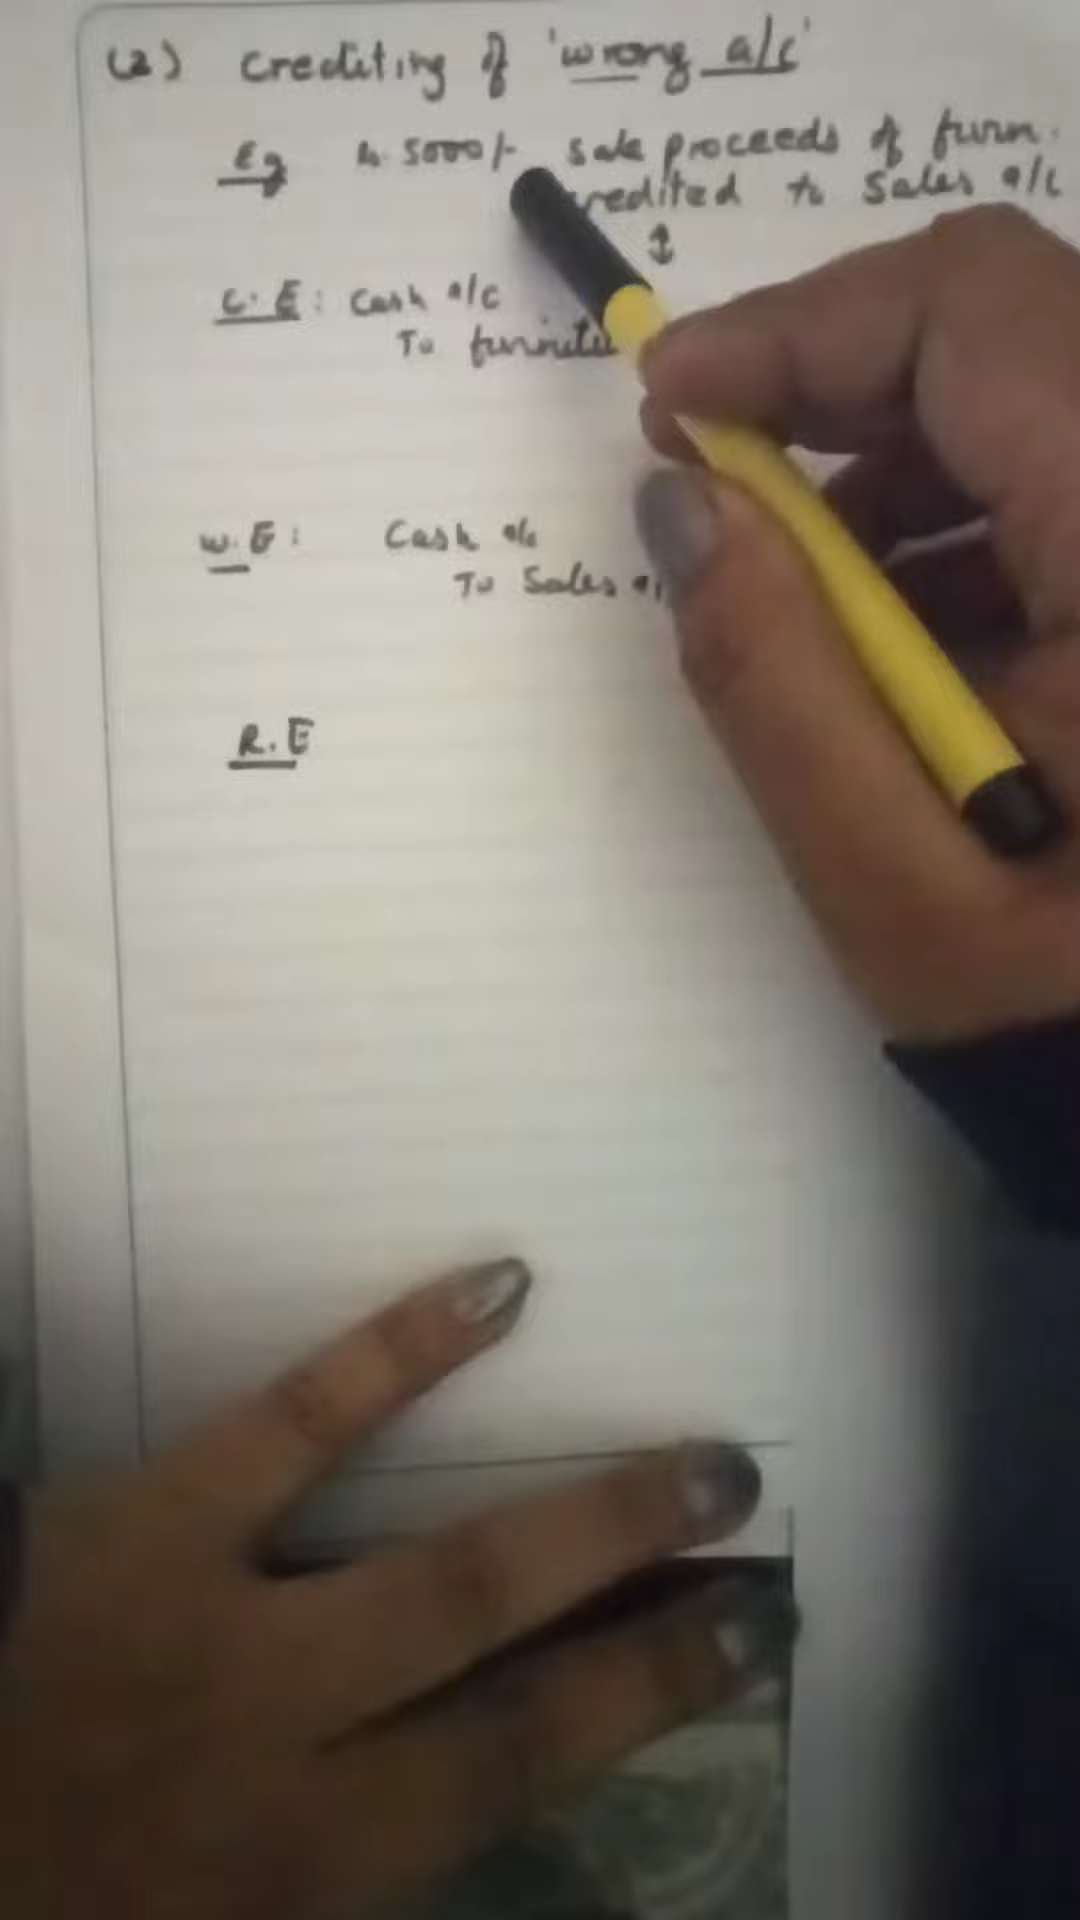 (2) Crediting of 'wrong a/c'
Eg Rs. 5000/- Sale proceeds of furn.
credited to Sales a/c
C.E: Cash a/c
To furnitu
W.E: Cash a/c
To Sales a/c
R.E